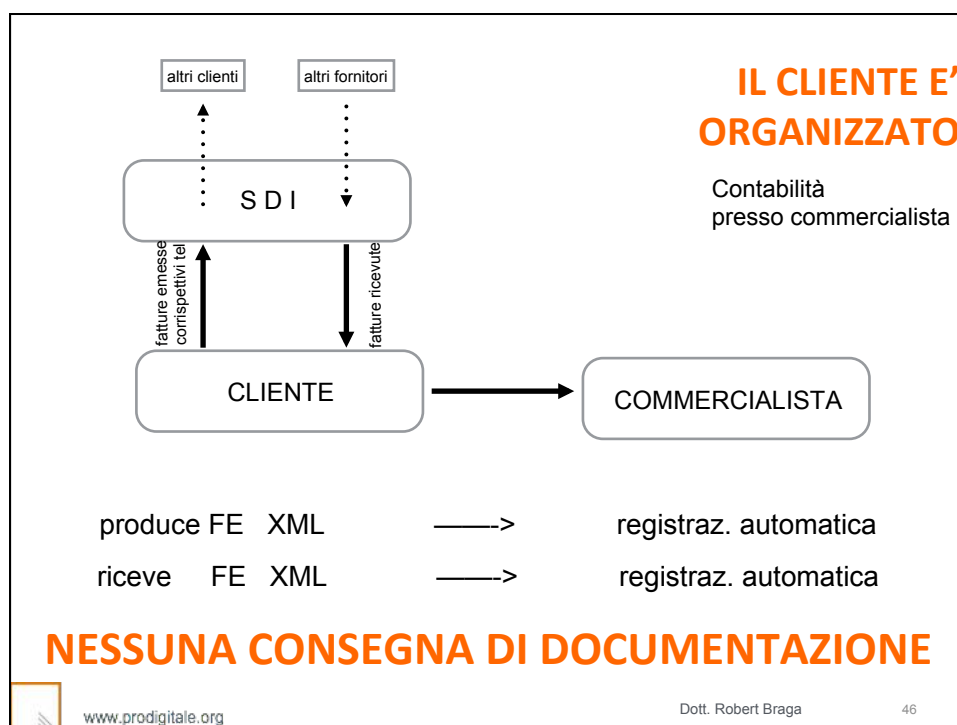 altri clienti
altri fornitori
IL CLIENTE E'
ORGANIZZATO
Contabilità
presso commercialista
S D I
fatture emesse
corrispettivi tel
fatture ricevute
CLIENTE
COMMERCIALISTA
produce FE XML ———-> registraz. automatica
riceve FE XML ———-> registraz. automatica
NESSUNA CONSEGNA DI DOCUMENTAZIONE
www.prodigitale.org
Dott. Robert Braga 46